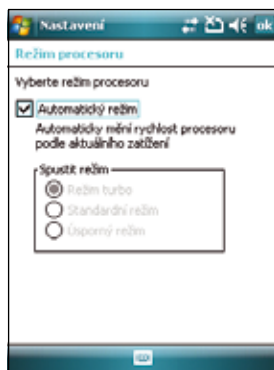 Nastavení ok
Režim procesoru
Vyberte režim procesoru
Automatický režim
Automaticky mění rychlost procesoru
podle aktuálního zatížení
Spustit režim
Režim turbo
Standardní režim
Úsporný režim